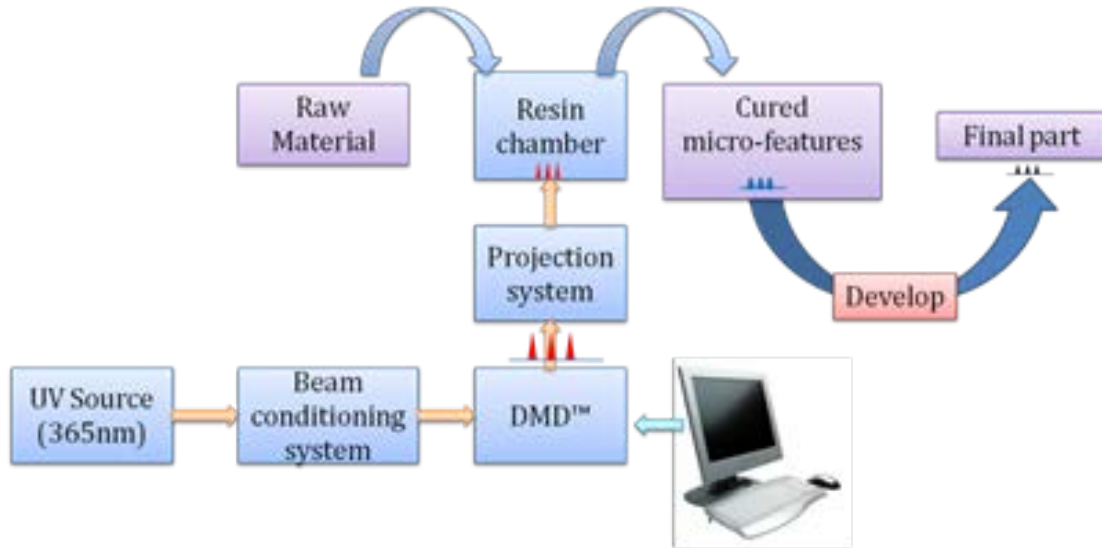 Raw
Material
Resin
chamber
Cured
micro-features
Final part
Projection
system
Develop
UV Source
(365nm)
Beam
conditioning
system
DMD™